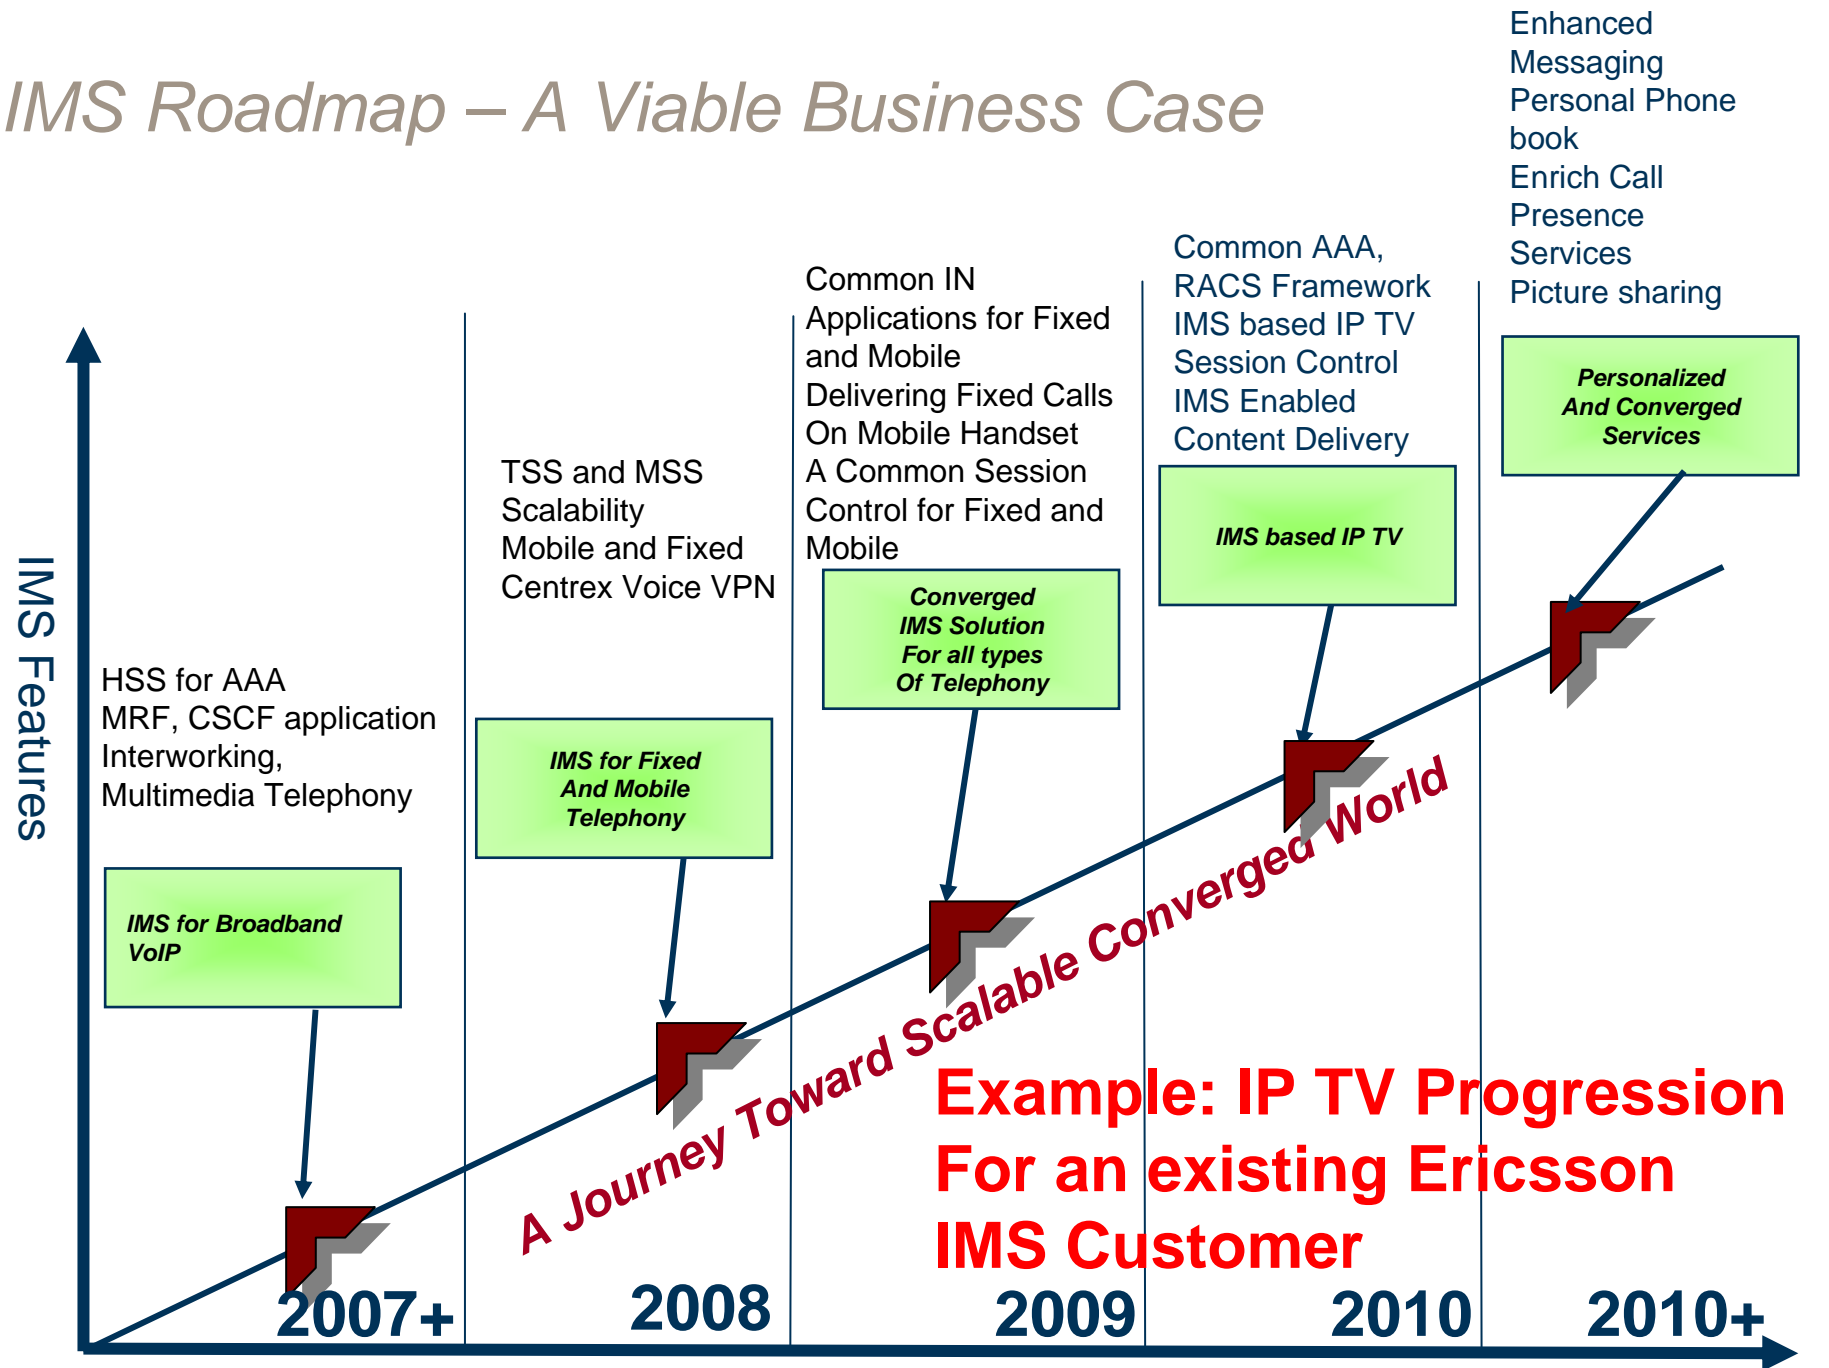 IMS Roadmap – A Viable Business Case
Enhanced
Messaging
Personal Phone
book
Enrich Call
Presence
Services
Picture sharing
Common AAA,
RACS Framework
IMS based IP TV
Session Control
IMS Enabled
Content Delivery
Common IN
Applications for Fixed
and Mobile
Delivering Fixed Calls
On Mobile Handset
A Common Session
Control for Fixed and
Mobile
TSS and MSS
Scalability
Mobile and Fixed
Centrex Voice VPN
HSS for AAA
MRF, CSCF application
Interworking,
Multimedia Telephony
IMS Features
IMS for Broadband
VoIP
IMS for Fixed
And Mobile
Telephony
Converged
IMS Solution
For all types
Of Telephony
IMS based IP TV
Personalized
And Converged
Services
A Journey Toward Scalable Converged World
Example: IP TV Progression
For an existing Ericsson
IMS Customer
2007+
2008
2009
2010
2010+